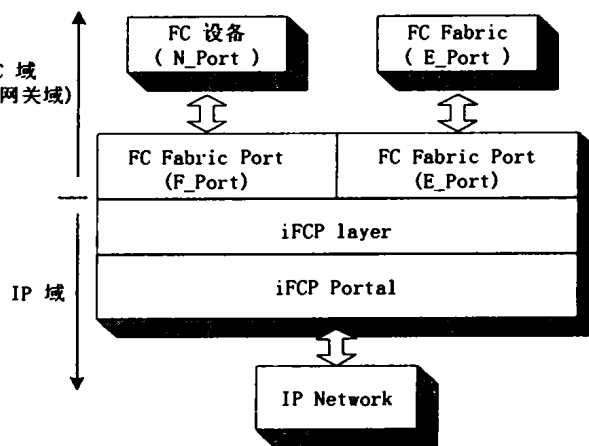 FC 设备
( N_Port )
FC Fabric
( E_Port )
C 域
网关域)
FC Fabric Port
(F_Port)
FC Fabric Port
(E_Port)
iFCP layer
IP 域
iFCP Portal
IP Network